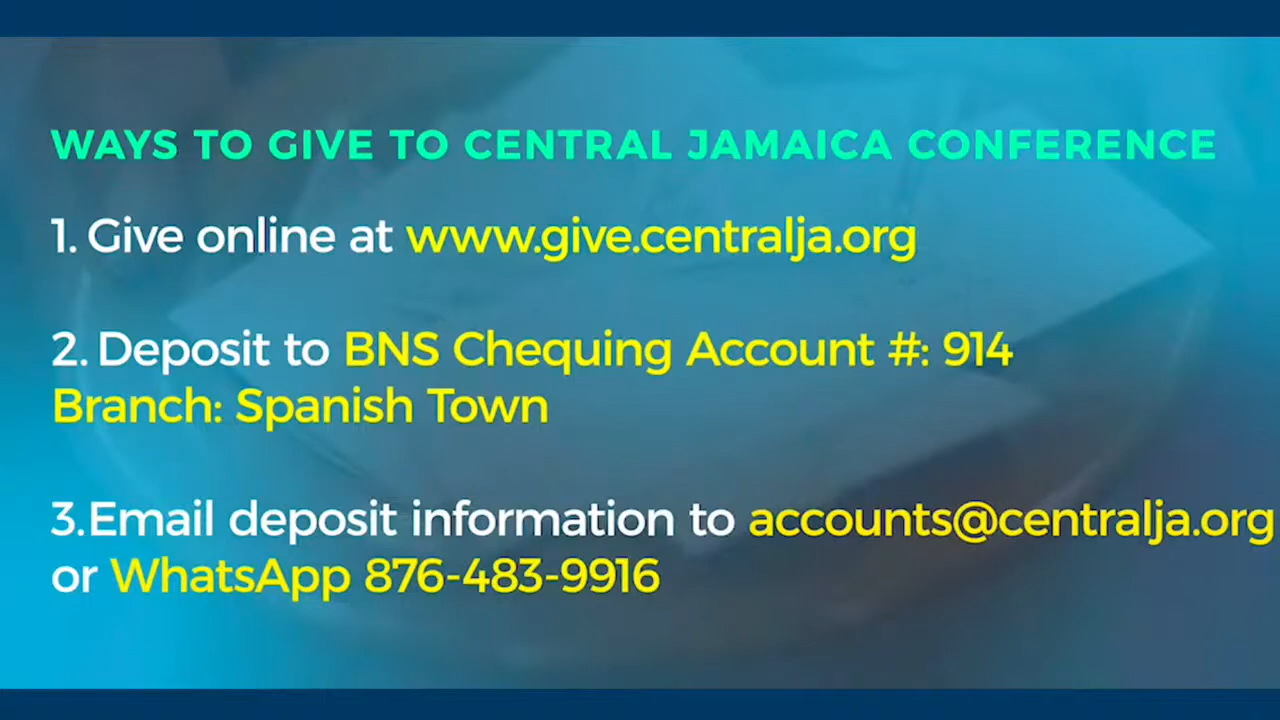 WAYS TO GIVE TO CENTRAL JAMAICA CONFERENCE
1. Give online at www.give.centralja.org
2. Deposit to BNS Chequing Account #: 914
Branch: Spanish Town
3.Email deposit information to accounts@centralja.org
or WhatsApp 876-483-9916